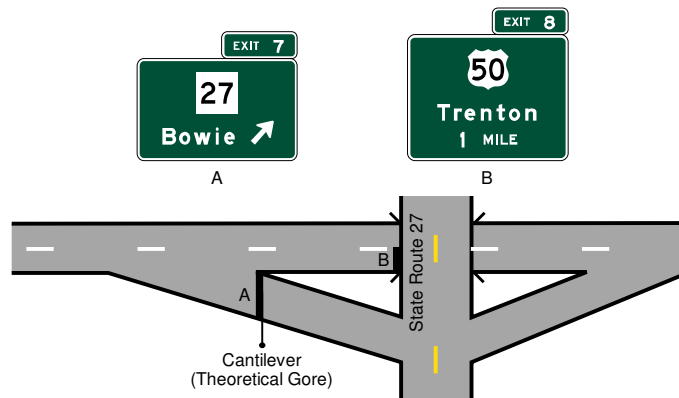 EXIT 7
27
Bowie
A
EXIT 8
50
Trenton
1 MILE
B
State Route 27
B
A
Cantilever
(Theoretical Gore)